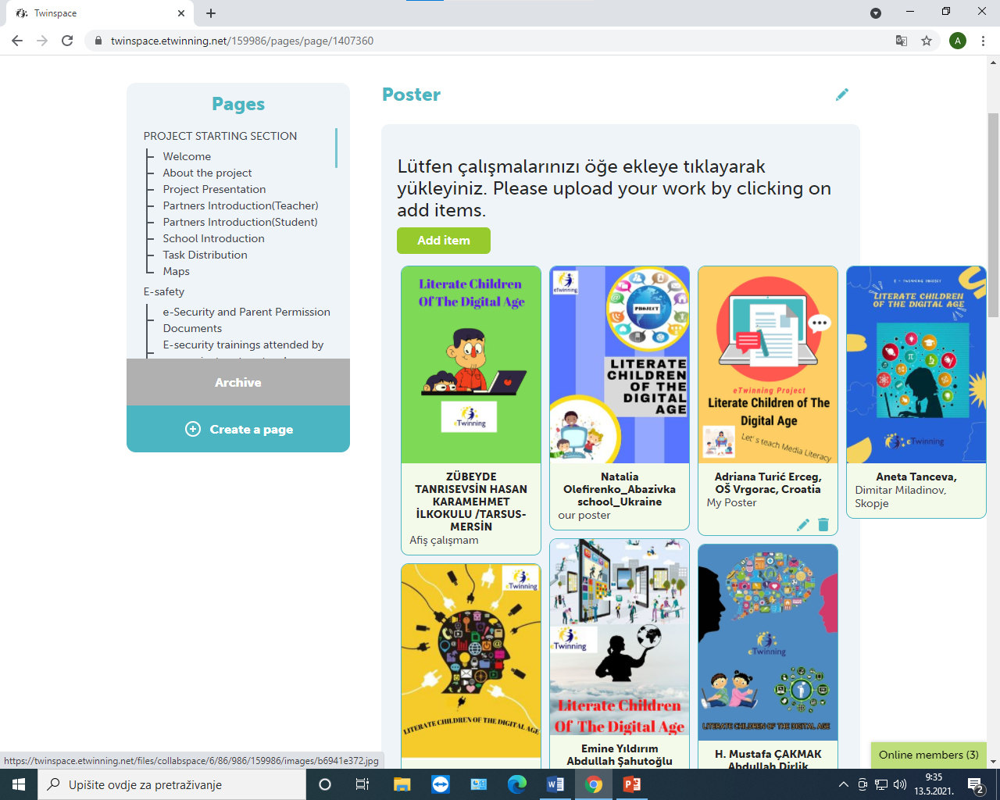 Twinspace
twinspace.etwinning.net/159986/pages/page/1407360
A
Pages
PROJECT STARTING SECTION
Welcome
About the project
Project Presentation
Partners Introduction(Teacher)
Partners Introduction(Student)
School Introduction
Task Distribution
Maps
E-safety
e-Security and Parent Permission
Documents
E-security trainings attended by
Archive
Create a page
Poster
Lütfen çalışmalarınızı öğe ekleye tıklayarak
yükleyiniz. Please upload your work by clicking on
add items.
Add item
Literate Children
Of The Digital Age
eTwinning
ZÜBEYDE
TANRISEVSİN HASAN
KARAMEHMET
İLKOKULU /TARSUS-
MERSİN
Afiş çalışmam
eTwinning
PROJECT
LITERATE
CHILDREN
OF THE
DIGITAL
AGE
Natalia
Olefirenko_Abazivka
school_Ukraine
our poster
eTwinning Project
Literate Children of The
Digital Age
Let's teach Media Literacy
Adriana Turić Erceg,
OŠ Vrgorac, Croatia
My Poster
E - TWINNING PROJECT
LITERATE CHILDREN
OF THE DIGITAL AGE
eTwinning
Aneta Tanceva,
Dimitar Miladinov,
Skopje
eTwinning
LITERATE CHILDREN OF THE DIGITAL AGE
eTwinning
Literate Children
Of The Digital Age
Emine Yıldırım
Abdullah Şahutoğlu
eTwinning
LITERATE CHILDREN OF THE DIGITAL AGE
H. Mustafa ÇAKMAK
Abdullah Dirlik
https://twinspace.etwinning.net/files/collabspace/6/86/986/159986/images/b6941e372.jpg
Online members (3)
Upišite ovdje za pretraživanje
9:35
13.5.2021.
2